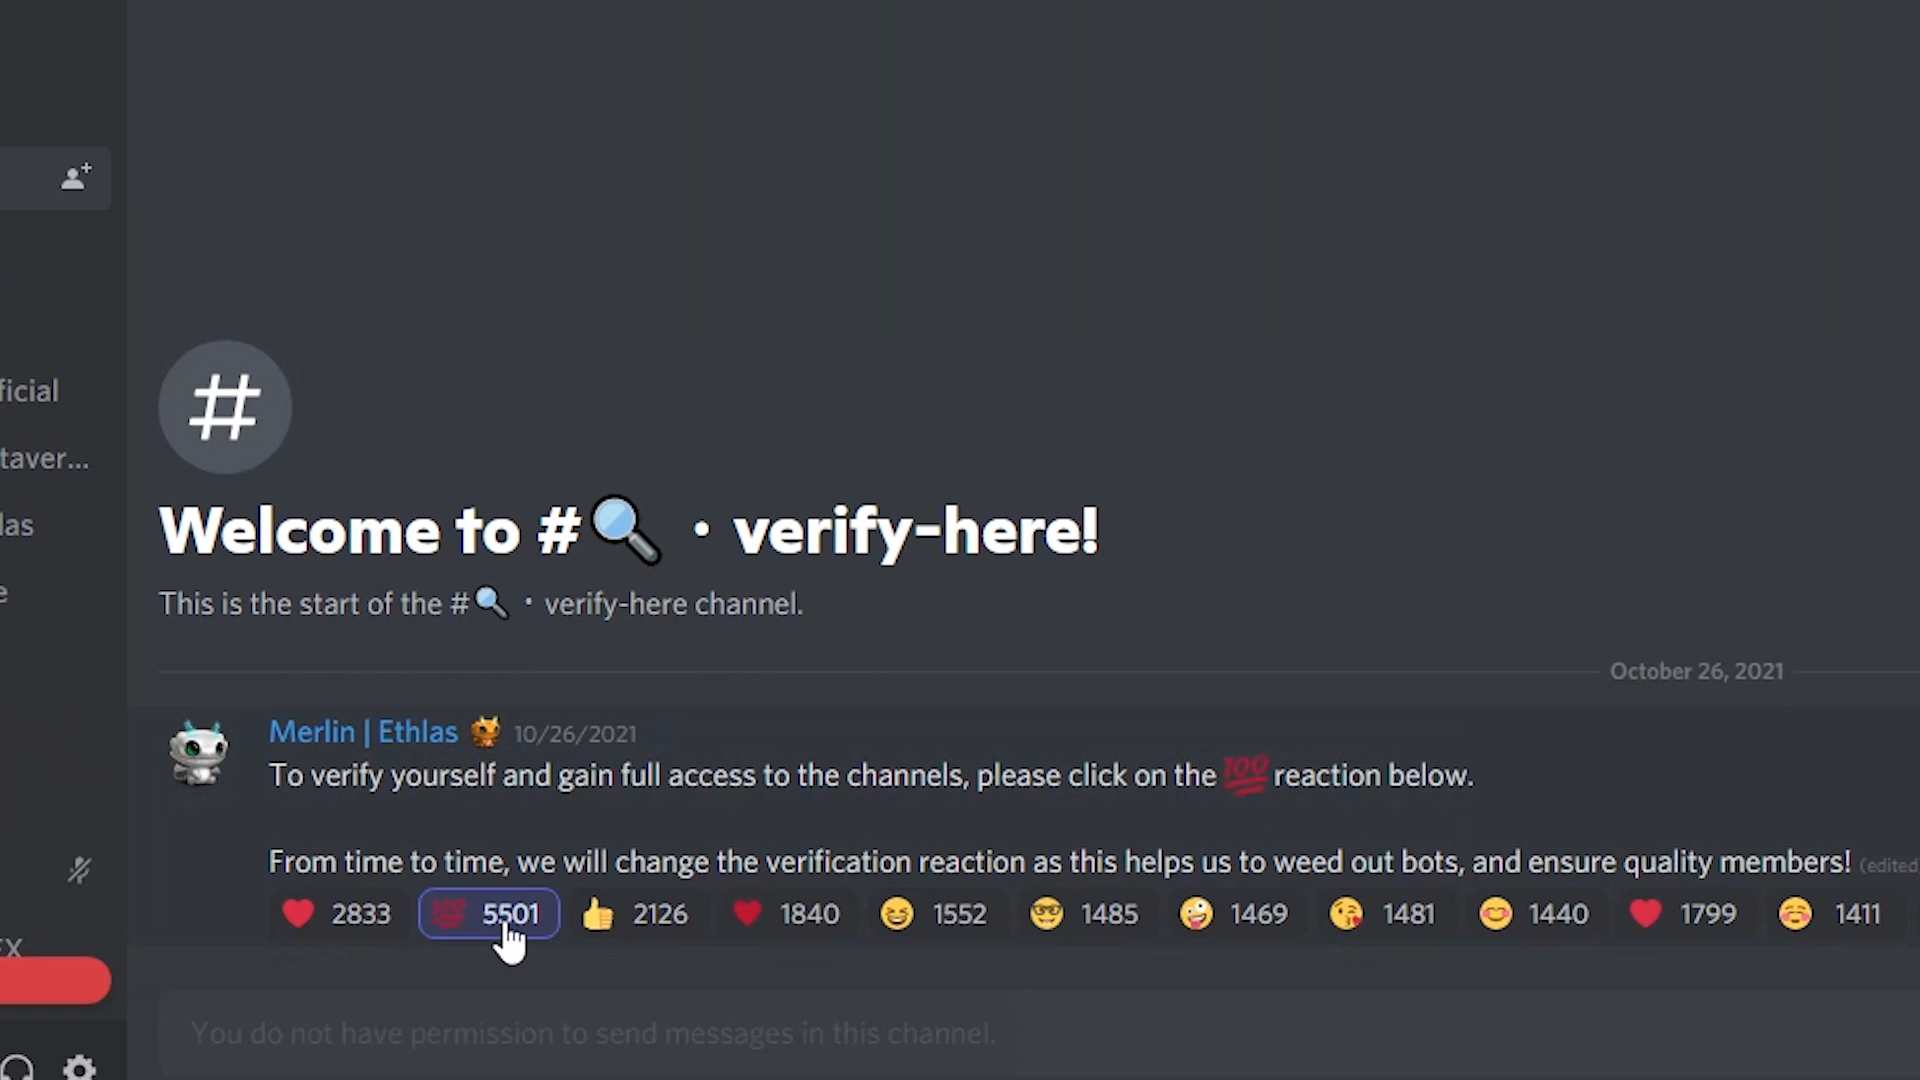 ficial
taver...
las
e
EX
#
Welcome to #🔍 · verify-here!
This is the start of the #🔍 · verify-here channel.
October 26, 2021
Merlin | Ethlas 10/26/2021
To verify yourself and gain full access to the channels, please click on the 💯 reaction below.
From time to time, we will change the verification reaction as this helps us to weed out bots, and ensure quality members! (edited
2833 5501 2126 1840 1552 1485 1469 1481 1440 1799 1411
You do not have permission to send messages in this channel.